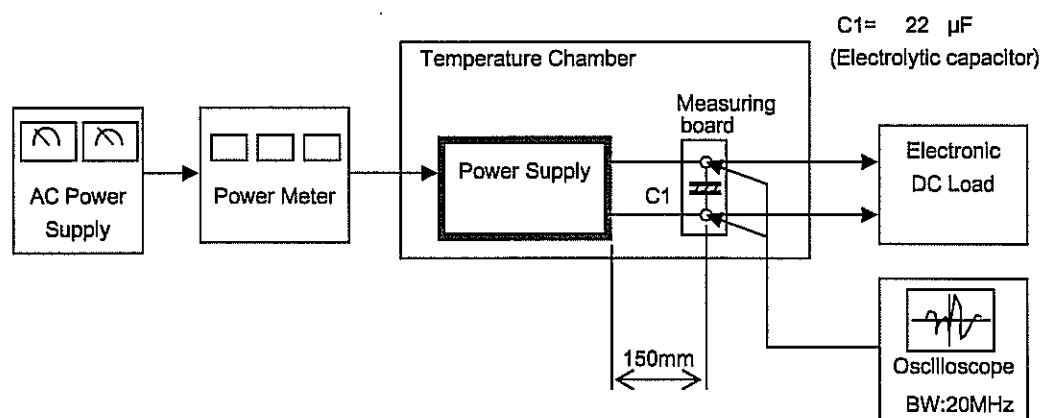 C1= 22 µF
(Electrolytic capacitor)
Temperature Chamber
Measuring
board
AC Power
Supply
Power Meter
Power Supply
C1
Electronic
DC Load
150mm
Oscilloscope
BW:20MHz